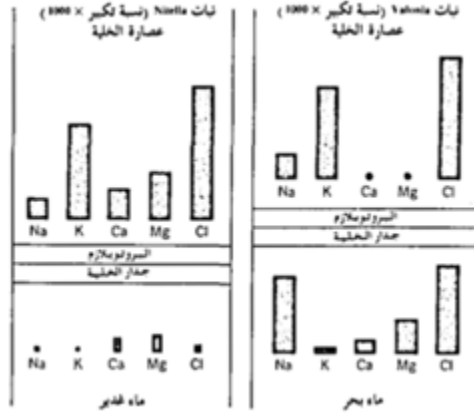 نبات Nitella (نسبة تكبير × 1000)
عصارة الخلية
Na K Ca Mg Cl
البروتوبلازم
جدار الخلية
Na K Ca Mg Cl
ماء غدير
نبات Valonia (نسبة تكبير × 1000)
عصارة الخلية
Na K Ca Mg Cl
البروتوبلازم
جدار الخلية
Na K Ca Mg Cl
ماء بحر